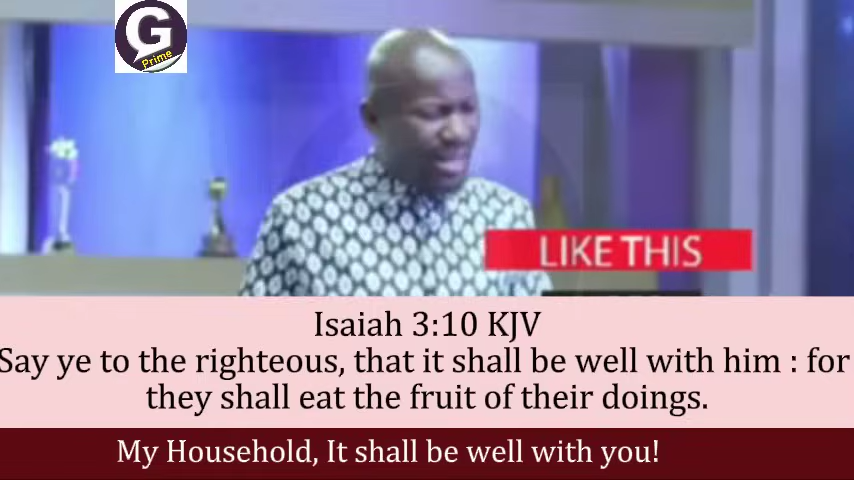 G
Prime
LIKE THIS
Isaiah 3:10 KJV
Say ye to the righteous, that it shall be well with him : for
they shall eat the fruit of their doings.
My Household, It shall be well with you!